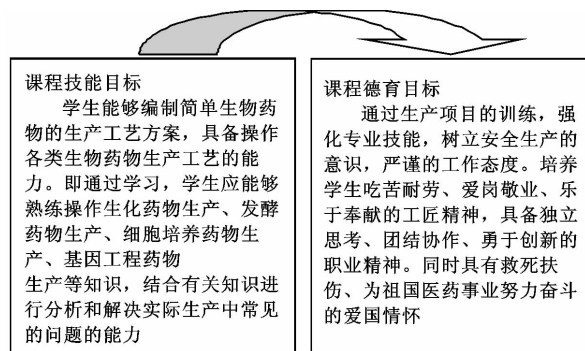 课程技能目标
学生能够编制简单生物药
物的生产工艺方案，具备操作
各类生物药物生产工艺的能
力。即通过学习，学生应能够
熟练操作生化药物生产、发酵
药物生产、细胞培养药物生
产、基因工程药物
生产等知识，结合有关知识进
行分析和解决实际生产中常见
的问题的能力
课程德育目标
通过生产项目的训练，强
化专业技能，树立安全生产的
意识，严谨的工作态度。培养
学生吃苦耐劳、爱岗敬业、乐
于奉献的工匠精神，具备独立
思考、团结协作、勇于创新的
职业精神。同时具有救死扶
伤、为祖国医药事业努力奋斗
的爱国情怀